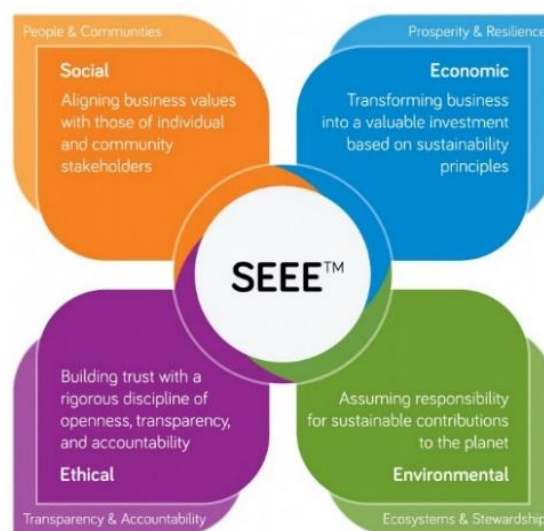 People & Communities
Social
Aligning business values
with those of individual
and community
stakeholders
Prosperity & Resilience
Economic
Transforming business
into a valuable investment
based on sustainability
principles
SEEE™
Building trust with a
rigorous discipline of
openness, transparency,
and accountability
Ethical
Transparency & Accountability
Assuming responsibility
for sustainable contributions
to the planet
Environmental
Ecosystems & Stewardship